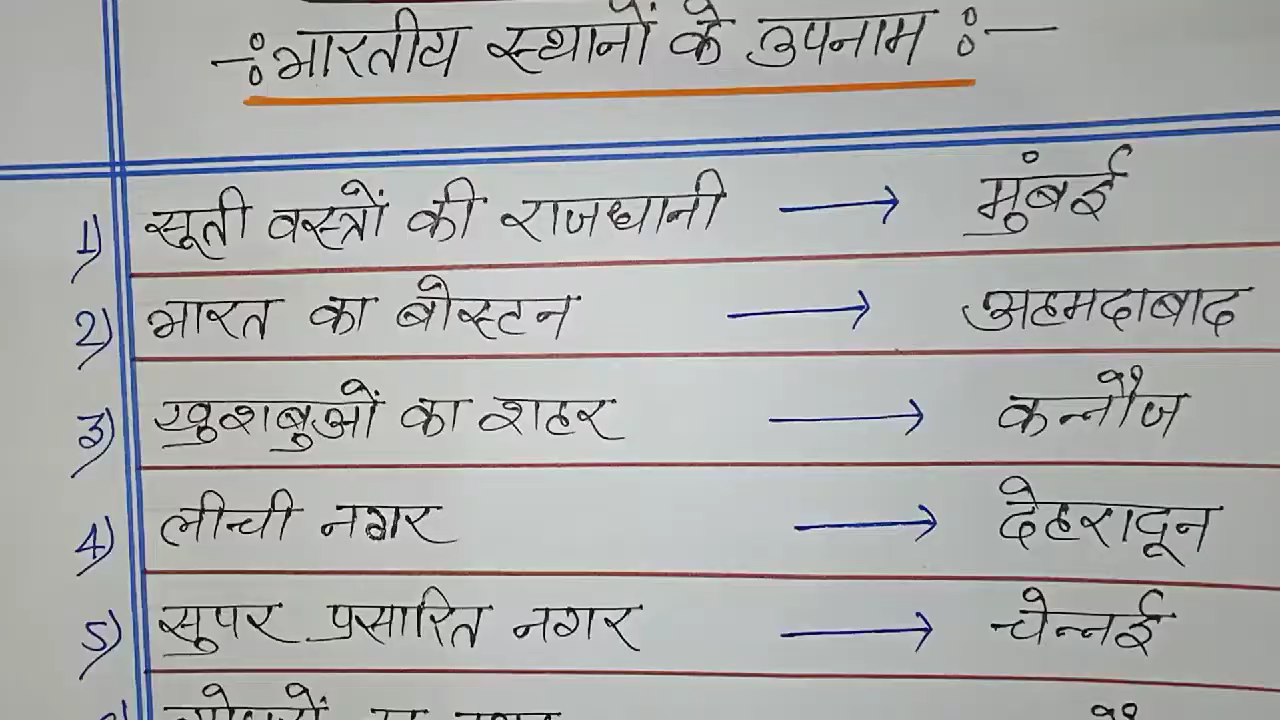 -: भारतीय स्थानों के उपनाम :-
1) सूती वस्त्रों की राजधानी → मुंबई
2) भारत का बोस्टन → अहमदाबाद
3) खुशबुओं का शहर → कन्नौज
4) लीची नगर → देहरादून
5) सुपर प्रसारित नगर → चेन्नई